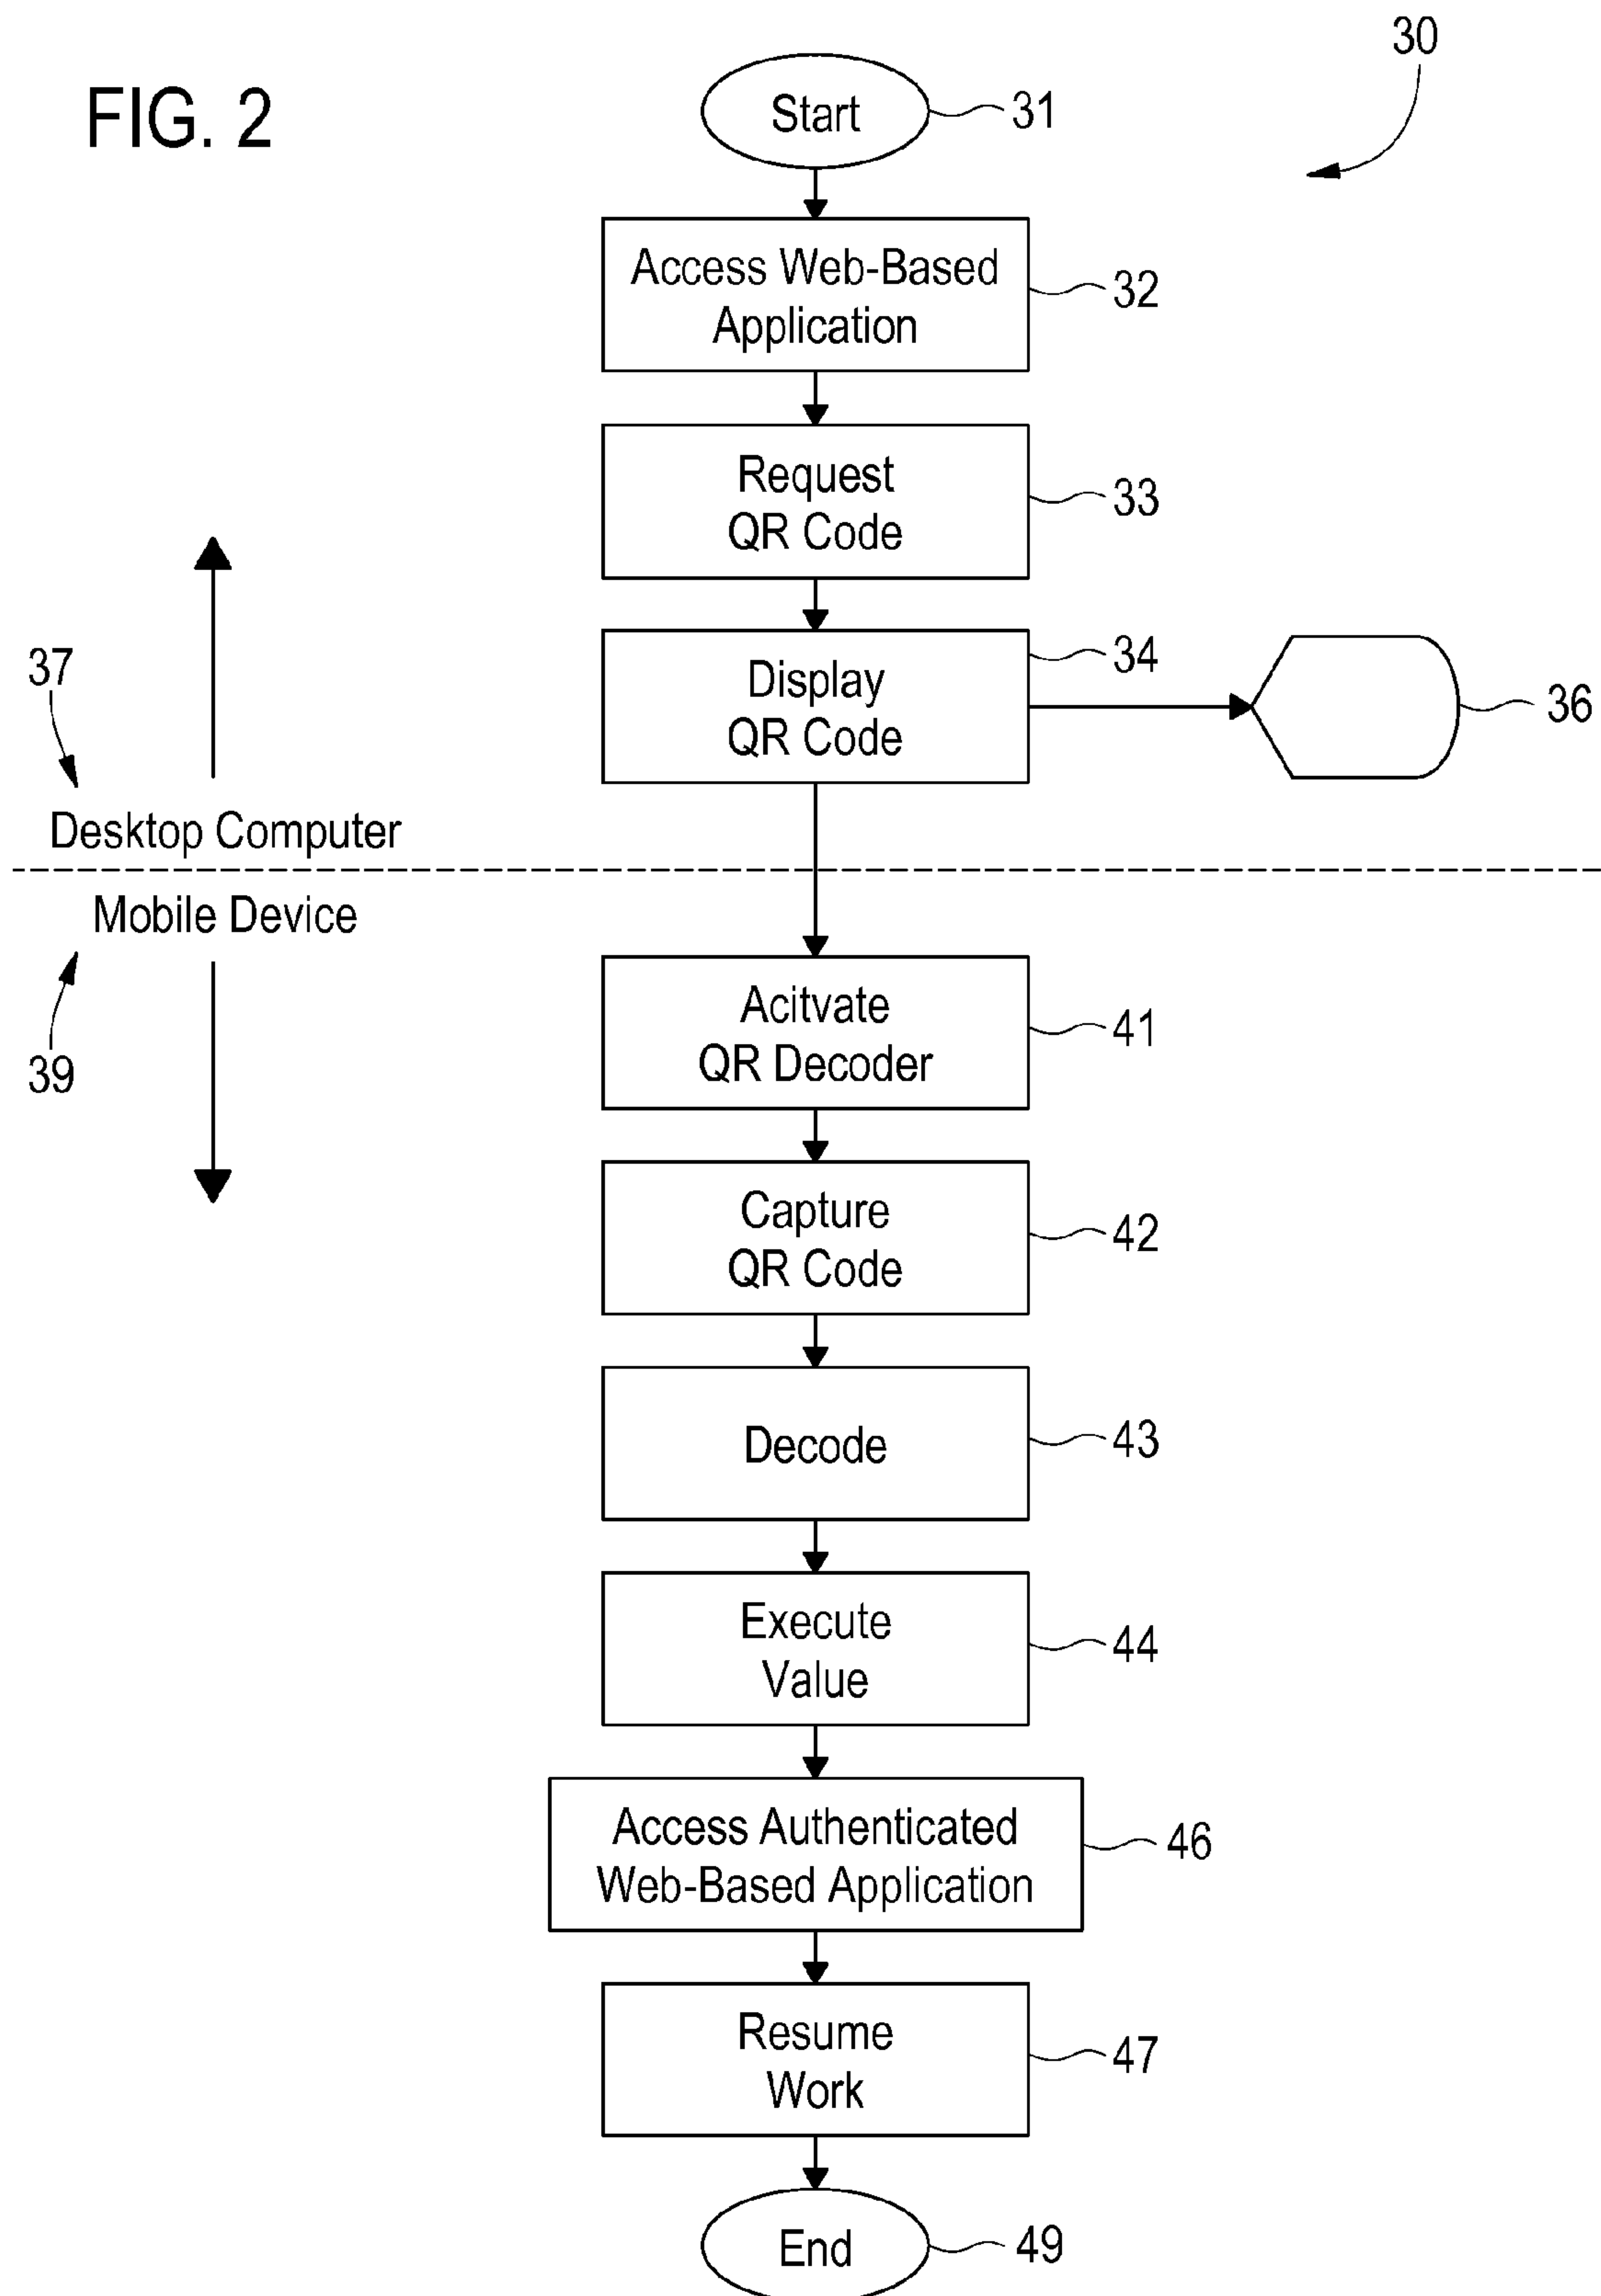 FIG. 2
30
Start
31
Access Web-Based
Application
32
Request
QR Code
33
Display
QR Code
34
36
37
Desktop Computer
Mobile Device
39
Acitvate
QR Decoder
41
Capture
QR Code
42
Decode
43
Execute
Value
44
Access Authenticated
Web-Based Application
46
Resume
Work
47
End
49